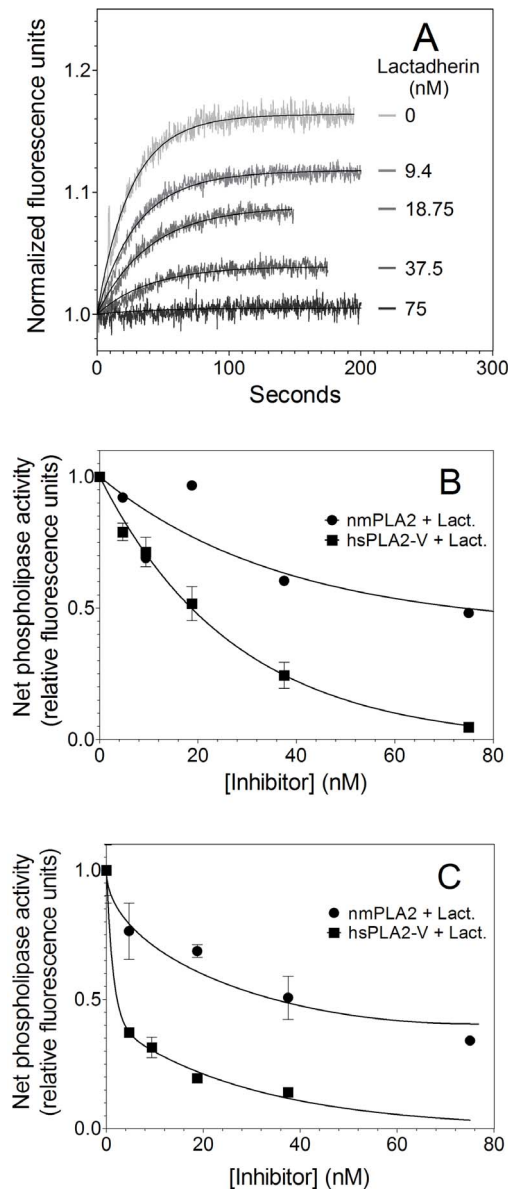 A
Normalized fluorescence units
1.2
1.1
1.0
Lactadherin
(nM)
0
9.4
18.75
37.5
75
0
100
200
300
Seconds
B
Net phospholipase activity
(relative fluorescence units)
1.0
0.5
0.0
nmPLA2 + Lact.
hsPLA2-V + Lact.
0
20
40
60
80
[Inhibitor] (nM)
C
Net phospholipase activity
(relative fluorescence units)
1.0
0.5
0.0
nmPLA2 + Lact.
hsPLA2-V + Lact.
0
20
40
60
80
[Inhibitor] (nM)